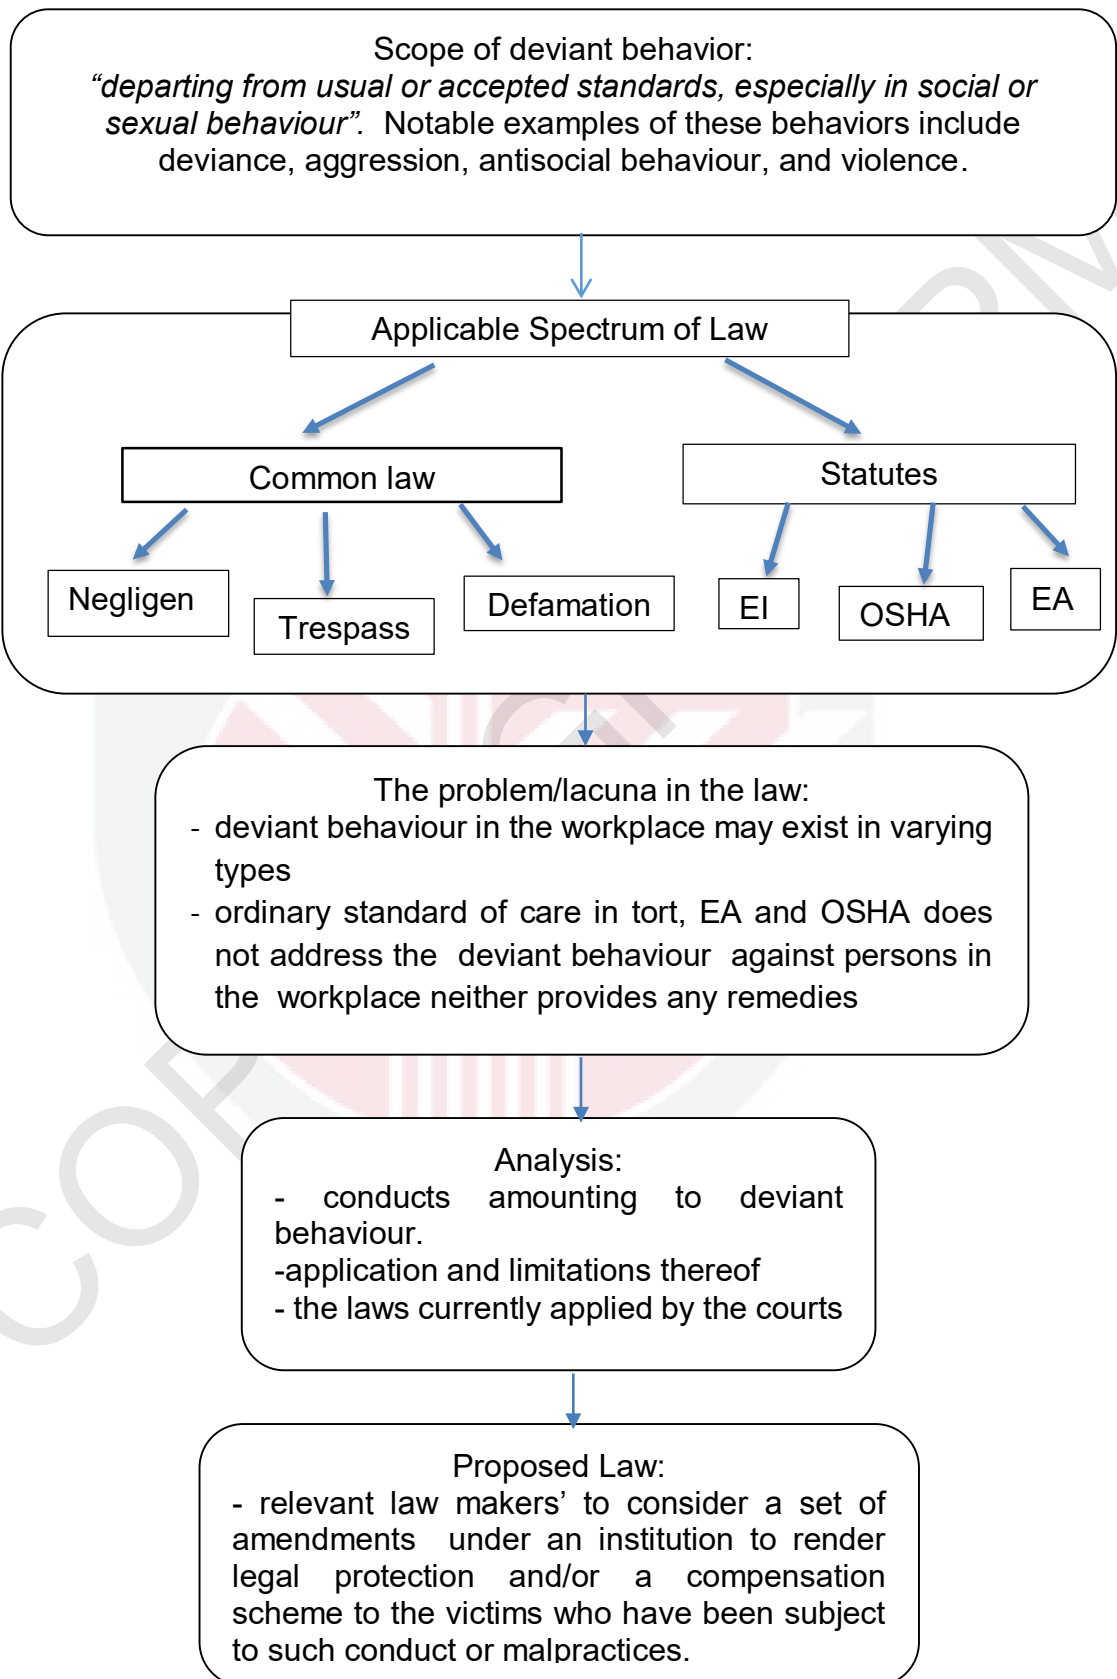 Scope of deviant behavior:
“departing from usual or accepted standards, especially in social or
sexual behaviour”. Notable examples of these behaviors include
deviance, aggression, antisocial behaviour, and violence.
Applicable Spectrum of Law
Common law
Statutes
Negligen
Trespass
Defamation
EI
OSHA
EA
The problem/lacuna in the law:
- deviant behaviour in the workplace may exist in varying
types
- ordinary standard of care in tort, EA and OSHA does
not address the deviant behaviour against persons in
the workplace neither provides any remedies
Analysis:
- conducts amounting to deviant
behaviour.
-application and limitations thereof
- the laws currently applied by the courts
Proposed Law:
- relevant law makers’ to consider a set of
amendments under an institution to render
legal protection and/or a compensation
scheme to the victims who have been subject
to such conduct or malpractices.